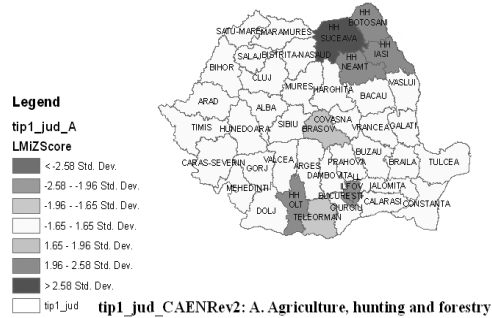 HH
BOTOSANI
SATU-MARE MARAMURES
HH
SUCEAVA
HH
IASI
SALAJ BISTRITA-NASAUD
HH
NEAMT
BIHOR
CLUJ
VASLUI
MURES HARGHITA
BACAU
ARAD
ALBA
COVASNA
TIMIS HUNEDOARA SIBIU BRASOV VRANCEA GALATI
BUZAU
CARAS-SEVERIN VALCEA ARGES PRAHOVA BRAILA TULCEA
GORJ
MEHEDINTI
HH
OLT
BUCURESTI
IALOMITA
GIURGIU
CALARASI CONSTANTA
DOLJ
TELEORMAN
Legend
tip1_jud_A
LMiZScore
<-2.58 Std. Dev.
-2.58 - -1.96 Std. Dev.
-1.96 - -1.65 Std. Dev.
-1.65 - 1.65 Std. Dev.
1.65 - 1.96 Std. Dev.
1.96 - 2.58 Std. Dev.
> 2.58 Std. Dev.
tip1_jud
tip1_jud_CAENRev2: A. Agriculture, hunting and forestry